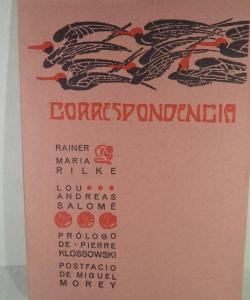 CORRESPONDENCIA
RAINER
MARIA
RILKE
LOU
ANDREAS
SALOMÉ
PRÓLOGO
DE · PIERRE
KLOSSOWSKI
POSTFACIO
DE MIGUEL
MOREY